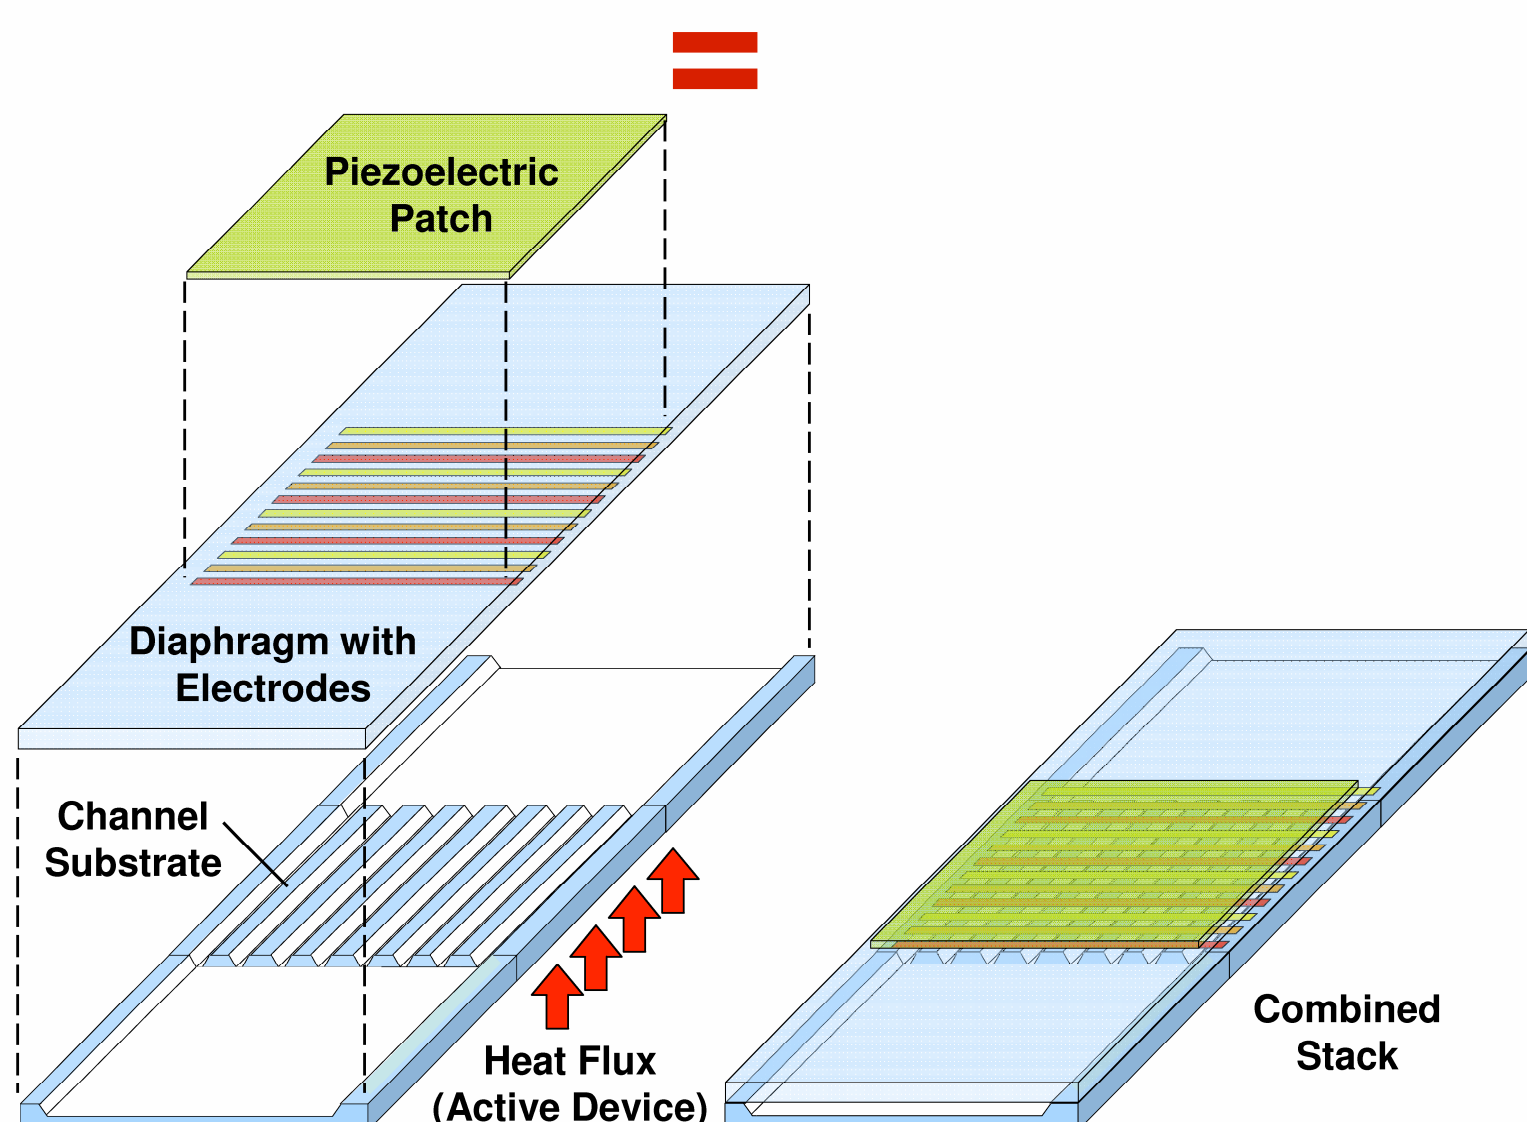 Piezoelectric
Patch
Diaphragm with
Electrodes
Channel
Substrate
Heat Flux
(Active Device)
Combined
Stack